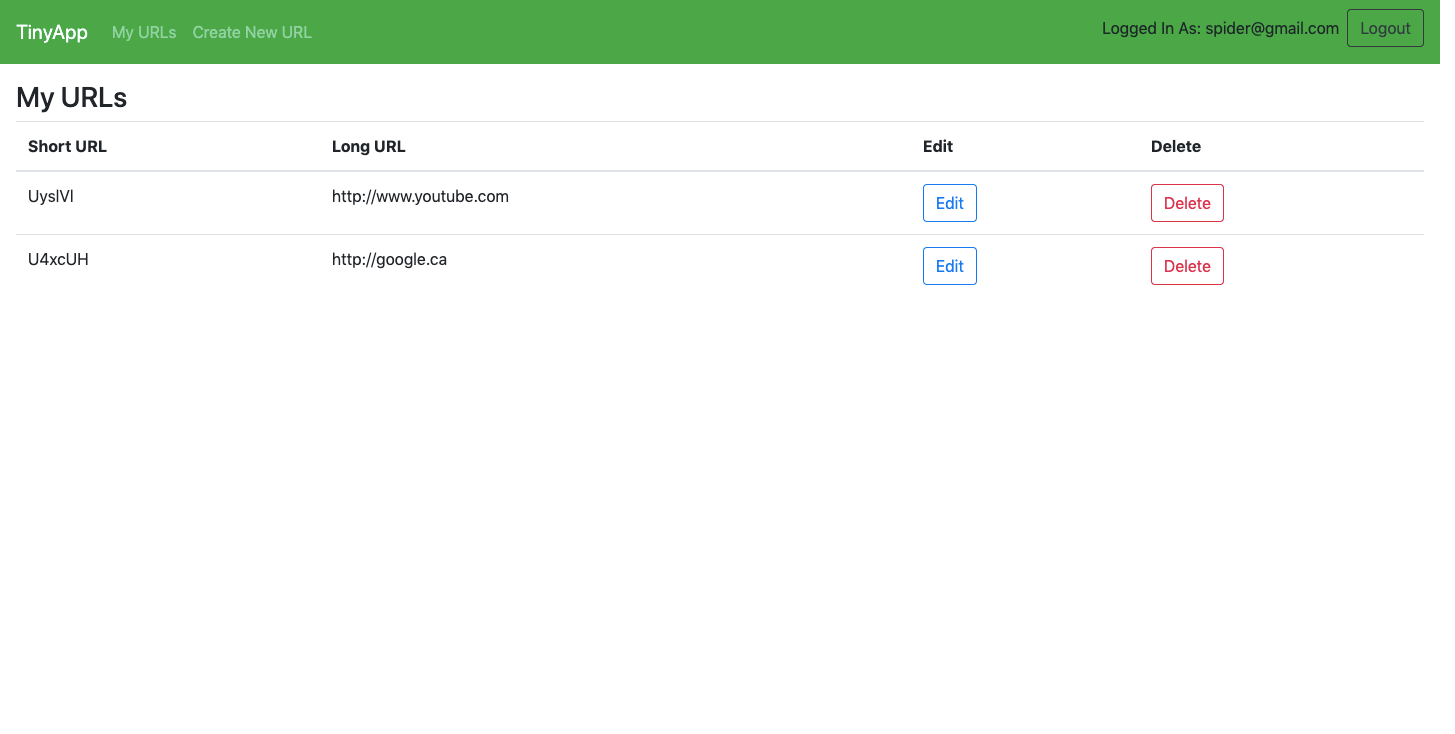 TinyApp My URLs Create New URL Logged In As: spider@gmail.com Logout
My URLs
Short URL Long URL Edit Delete
UyslVl http://www.youtube.com Edit Delete
U4xcUH http://google.ca Edit Delete